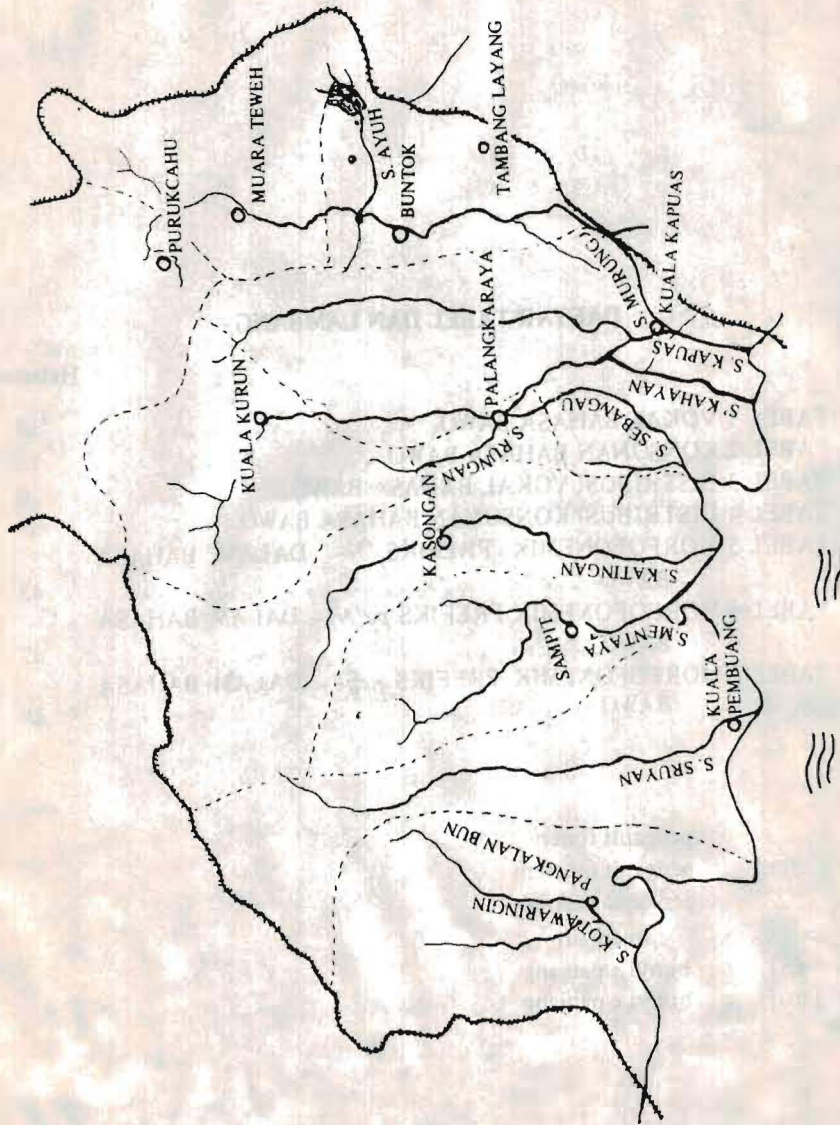 PURUKCAHU
MUARA TEWEH
S. AYUH
BUNTOK
TAMBANG LAYANG
KUALA KURUN
PALANGKARAYA
S. MURUNG
KUALA KAPUAS
S. KAPUAS
S' KAHAYAN
S. SEBANGAU
S RUNGAN
KASONGAN
S. KATINGAN
SAMPIT
S.MENTAYA
KUALA
PEMBUANG
S. SRUYAN
PANGKALAN BUN
S. KOTAWARINGIN